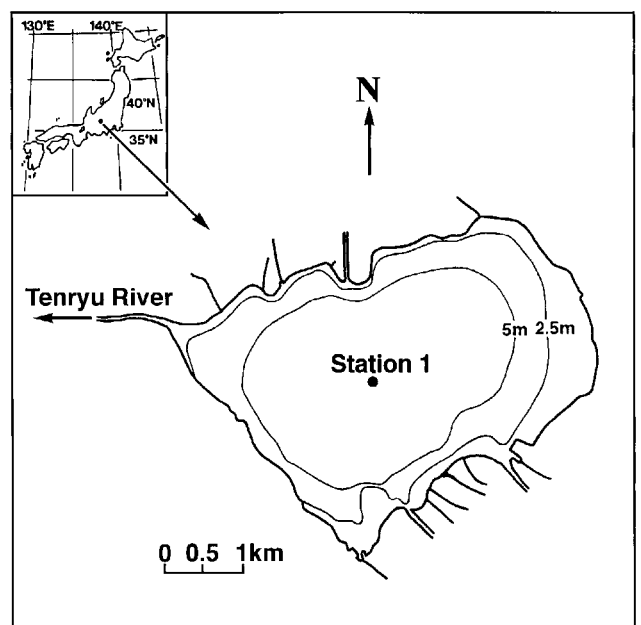 130°E 140°E
40°N
35°N
N
Tenryu River
5m 2.5m
Station 1
0 0.5 1km